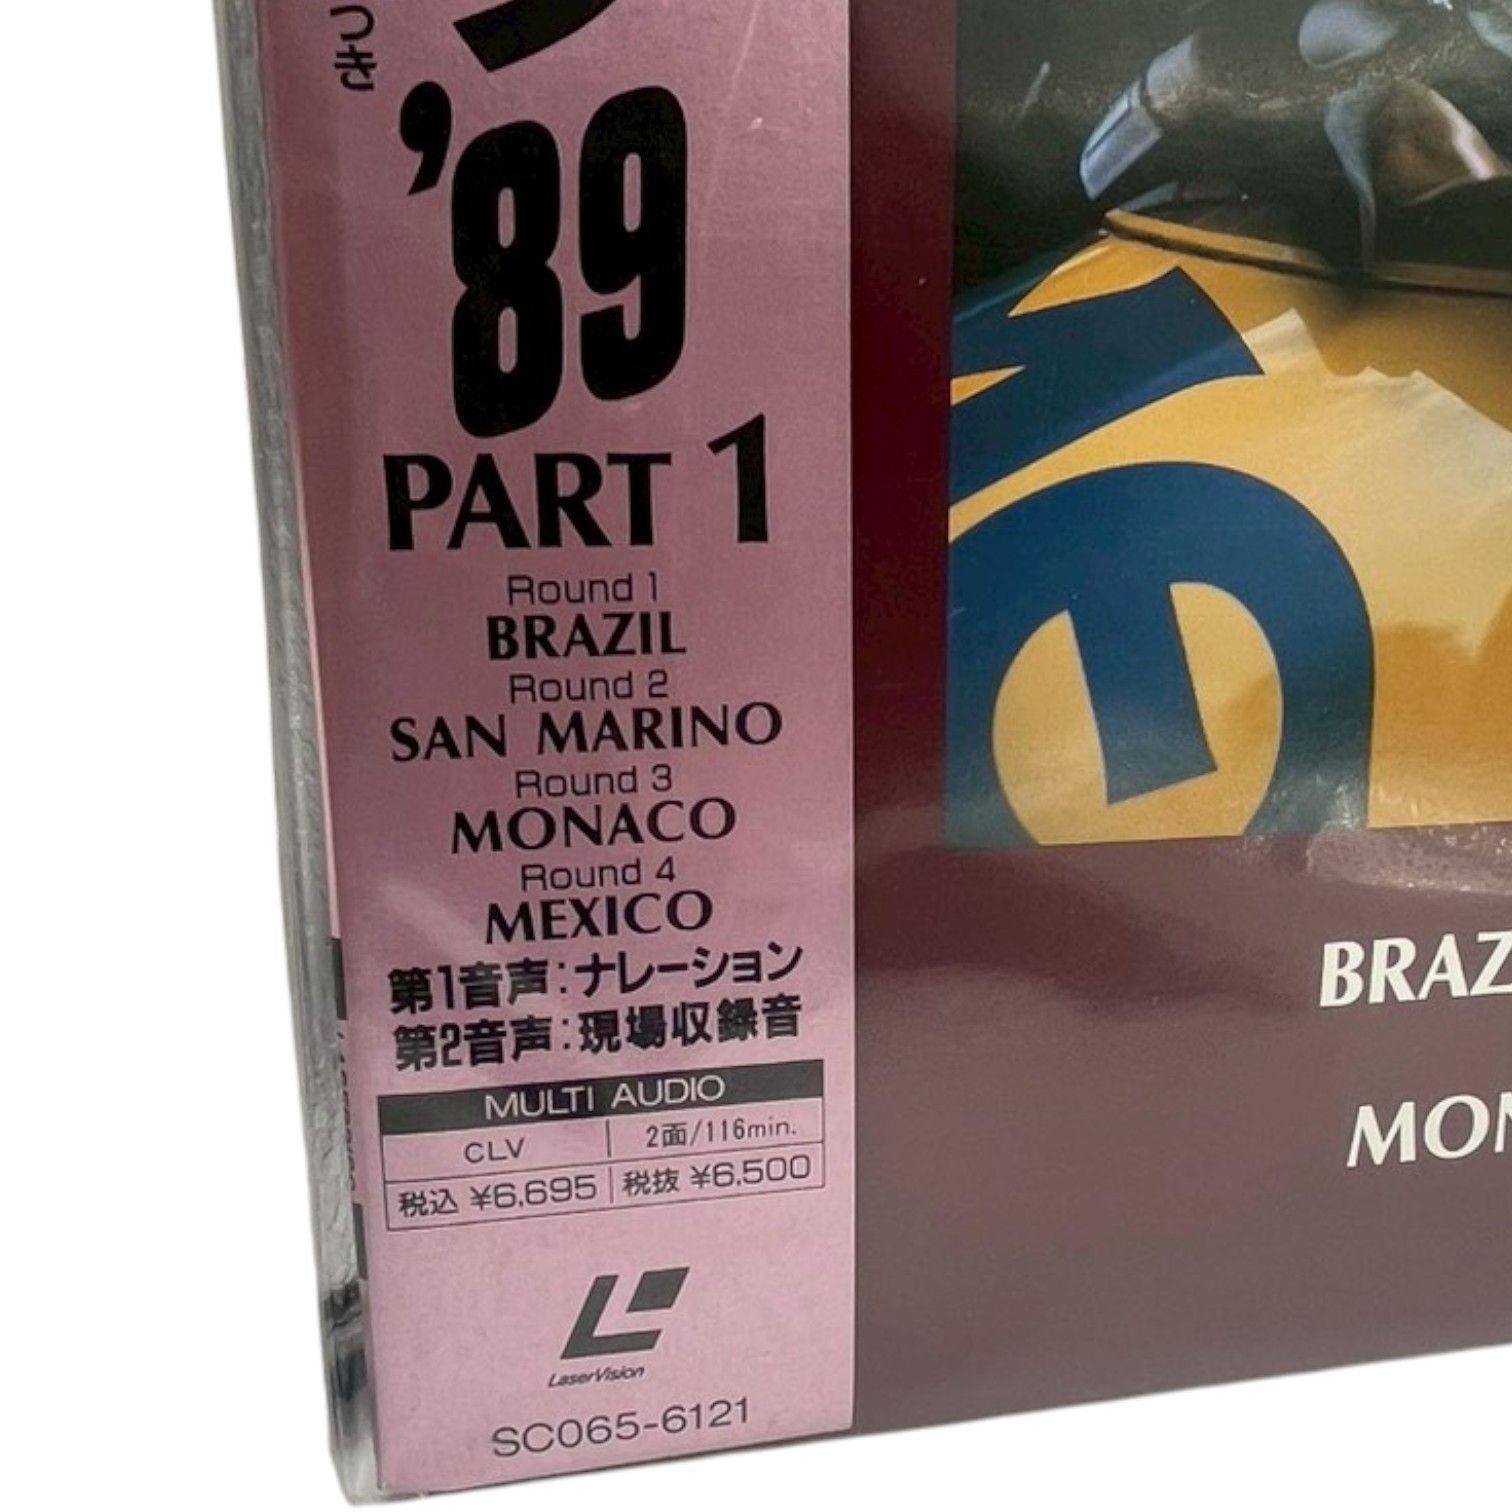 つき
'89
PART 1
Round 1
BRAZIL
Round 2
SAN MARINO
Round 3
MONACO
Round 4
MEXICO
第1音声:ナレーション
第2音声:現場収録音
MULTI AUDIO
CLV 2面/116min.
税込 ¥6,695 税抜 ¥6,500
LaserVision
SC065-6121
BRAZ
MON